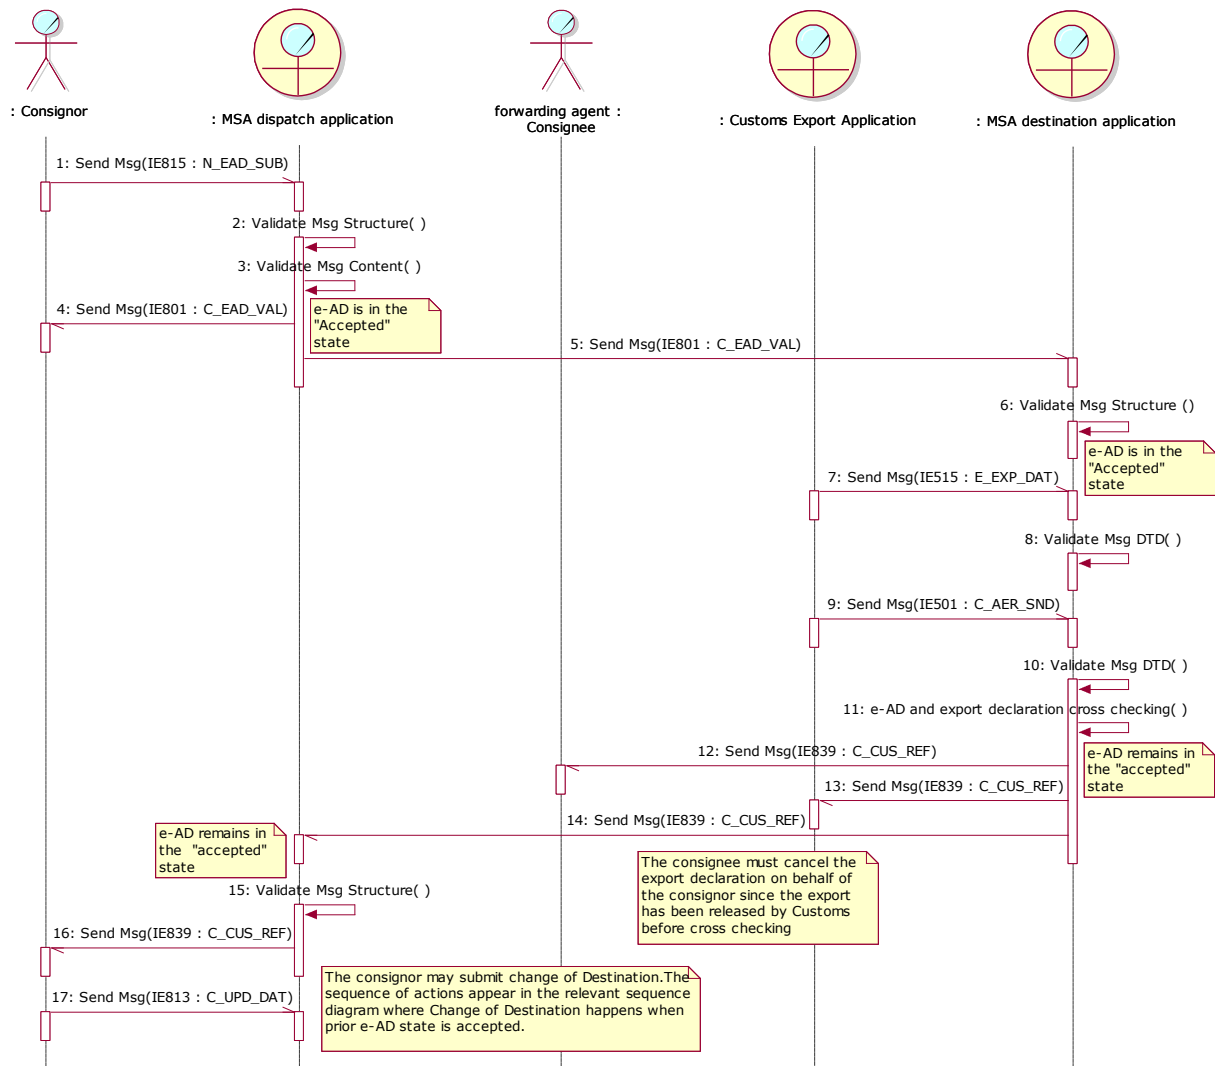 : Consignor
: MSA dispatch application
forwarding agent :
Consignee
: Customs Export Application
: MSA destination application
1: Send Msg(IE815 : N_EAD_SUB)
2: Validate Msg Structure( )
3: Validate Msg Content( )
4: Send Msg(IE801 : C_EAD_VAL)
e-AD is in the
"Accepted"
state
5: Send Msg(IE801 : C_EAD_VAL)
6: Validate Msg Structure ()
e-AD is in the
"Accepted"
state
7: Send Msg(IE515 : E_EXP_DAT)
8: Validate Msg DTD( )
9: Send Msg(IE501 : C_AER_SND)
10: Validate Msg DTD( )
11: e-AD and export declaration cross checking( )
12: Send Msg(IE839 : C_CUS_REF)
e-AD remains in
the "accepted"
state
13: Send Msg(IE839 : C_CUS_REF)
14: Send Msg(IE839 : C_CUS_REF)
e-AD remains in
the "accepted"
state
The consignee must cancel the
export declaration on behalf of
the consignor since the export
has been released by Customs
before cross checking
15: Validate Msg Structure( )
16: Send Msg(IE839 : C_CUS_REF)
The consignor may submit change of Destination.The
sequence of actions appear in the relevant sequence
diagram where Change of Destination happens when
prior e-AD state is accepted.
17: Send Msg(IE813 : C_UPD_DAT)